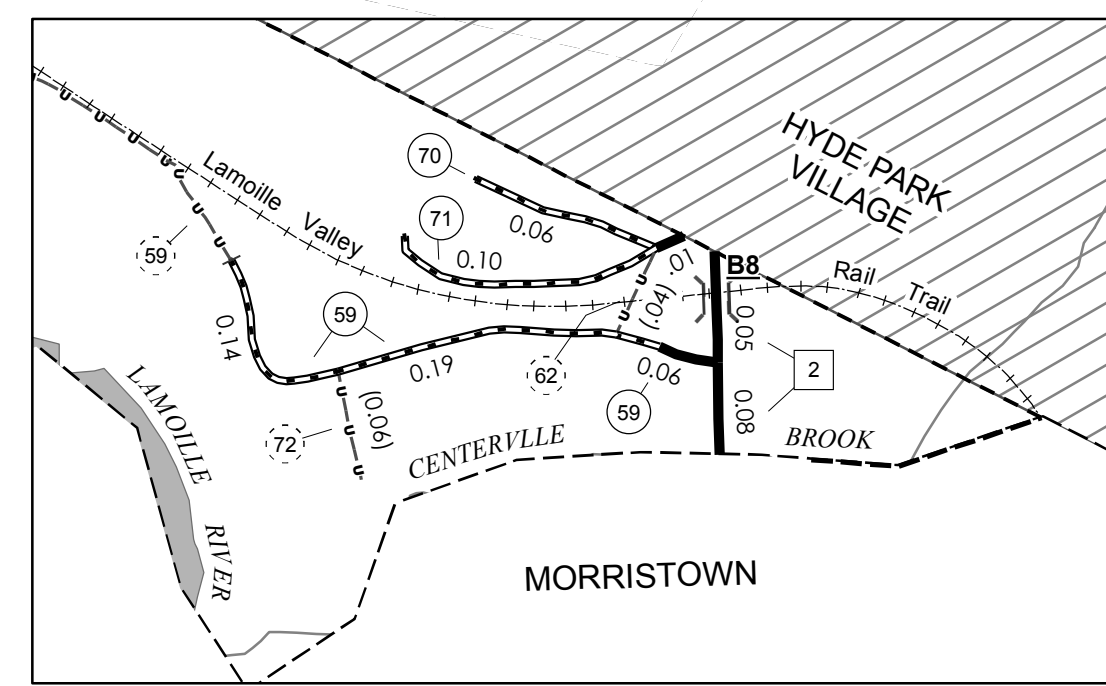 HYDE PARK
VILLAGE
Lamoille
Valley
Rail
Trail
70
0.06
71
0.10
.01
B8
59
(.04)
0.05
59
0.14
0.19
62
0.06
59
2
0.08
72
(0.06)
CENTERVLLE
BROOK
LAMOILLE
RIVER
MORRISTOWN
U
U
U
U
U
U
U
U
U
U
U
U
U